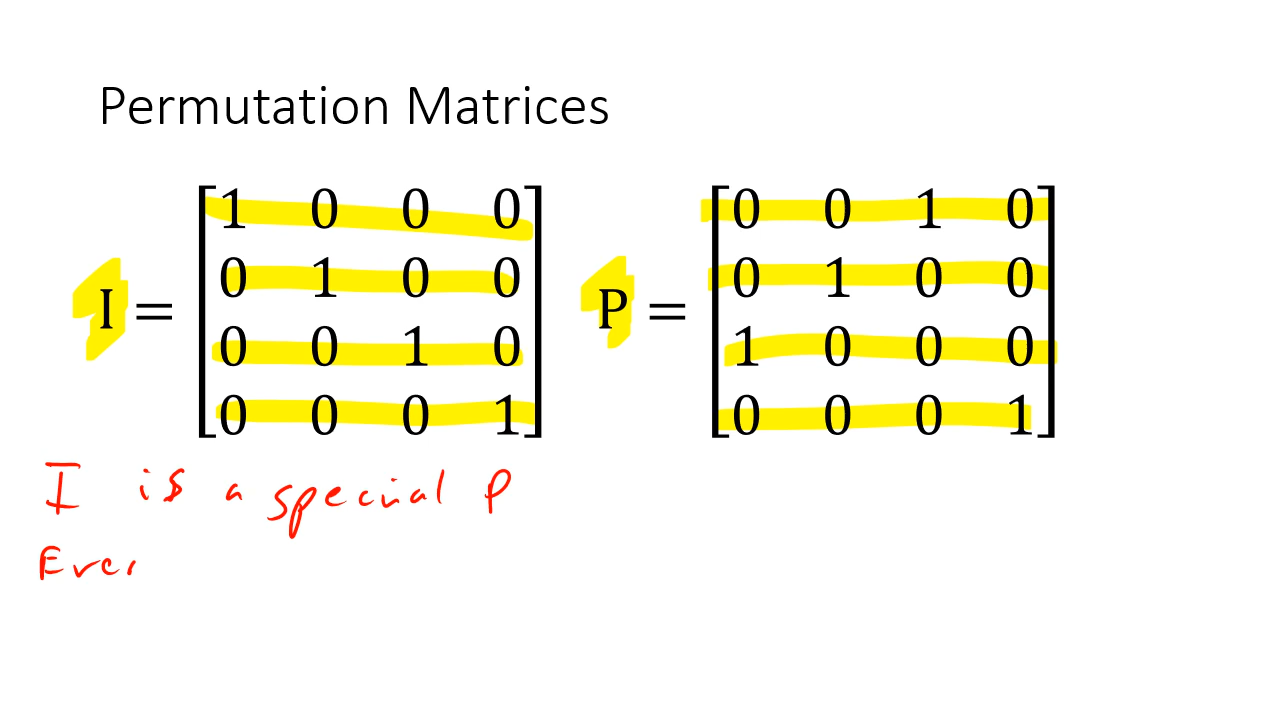 Permutation Matrices
I = [1 0 0 0
0 1 0 0
0 0 1 0
0 0 0 1]
P = [0 0 1 0
0 1 0 0
1 0 0 0
0 0 0 1]
I is a special P